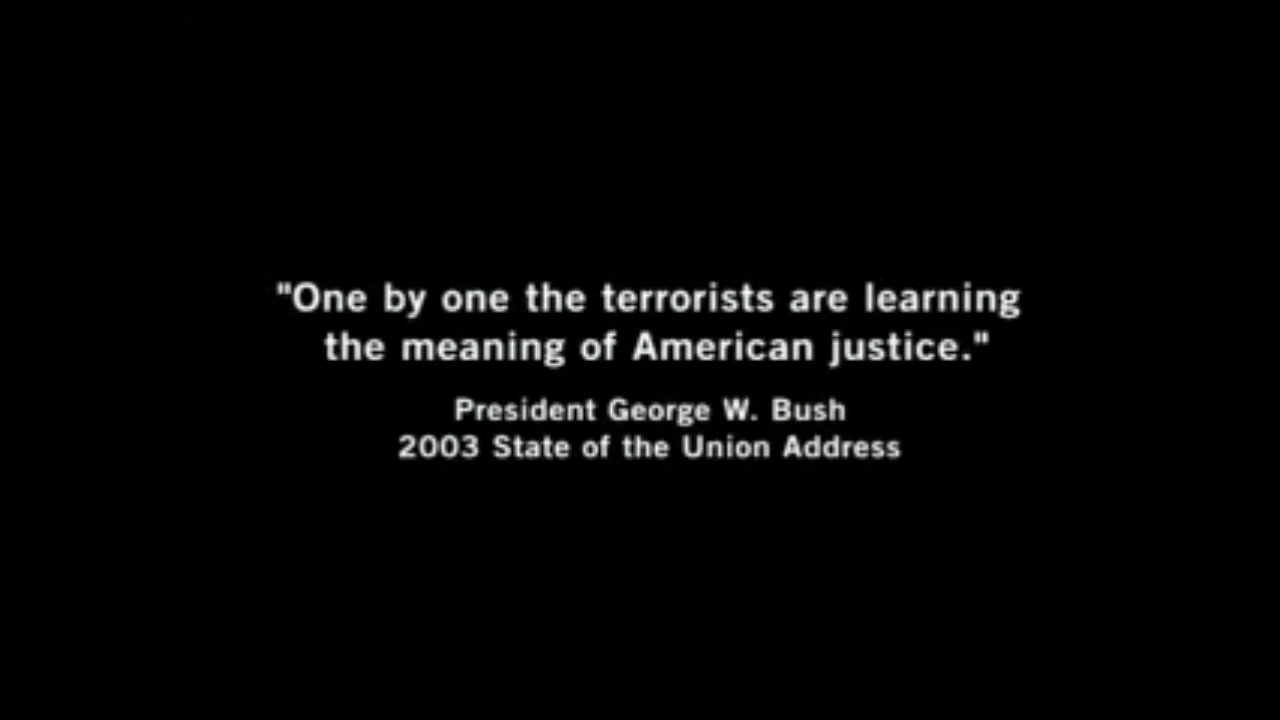 "One by one the terrorists are learning
the meaning of American justice."
President George W. Bush
2003 State of the Union Address